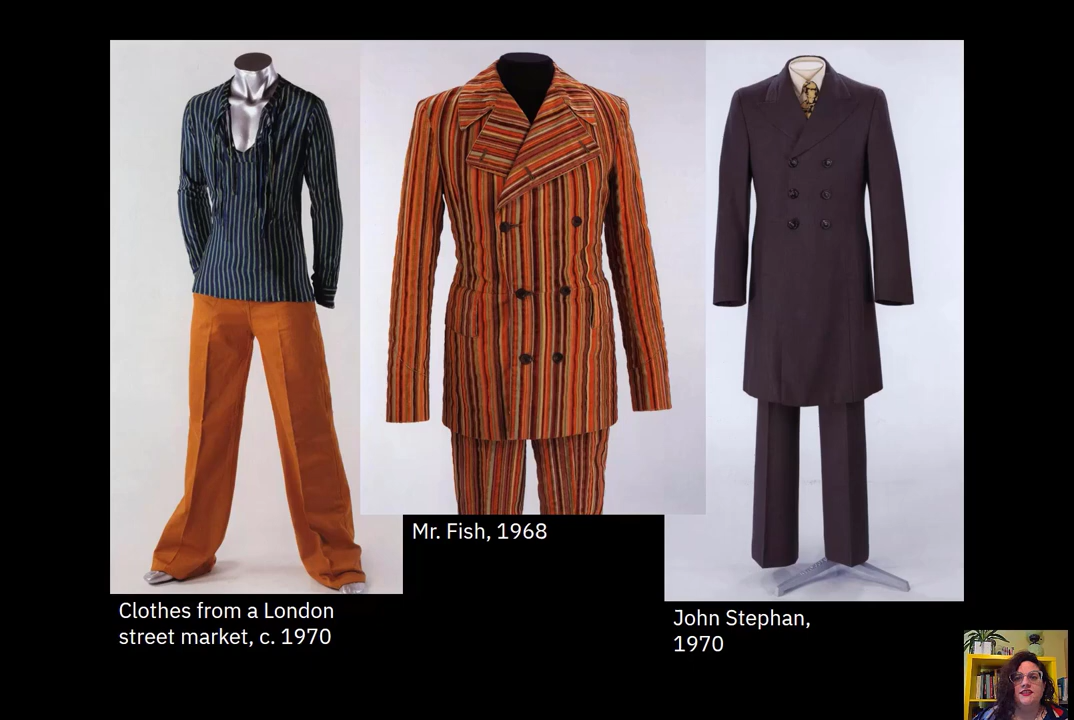 Mr. Fish, 1968
Clothes from a London
street market, c. 1970
John Stephan,
1970